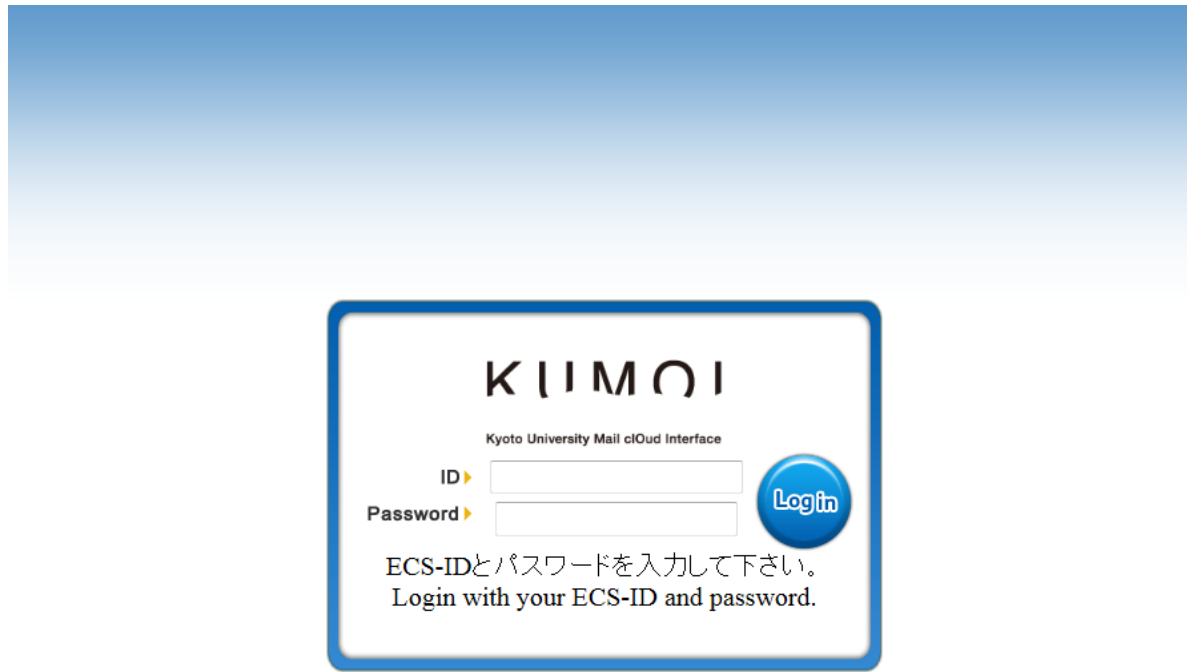 KUMOI
Kyoto University Mail clOud Interface
ID
Password
Login
ECS-IDとパスワードを入力して下さい。
Login with your ECS-ID and password.